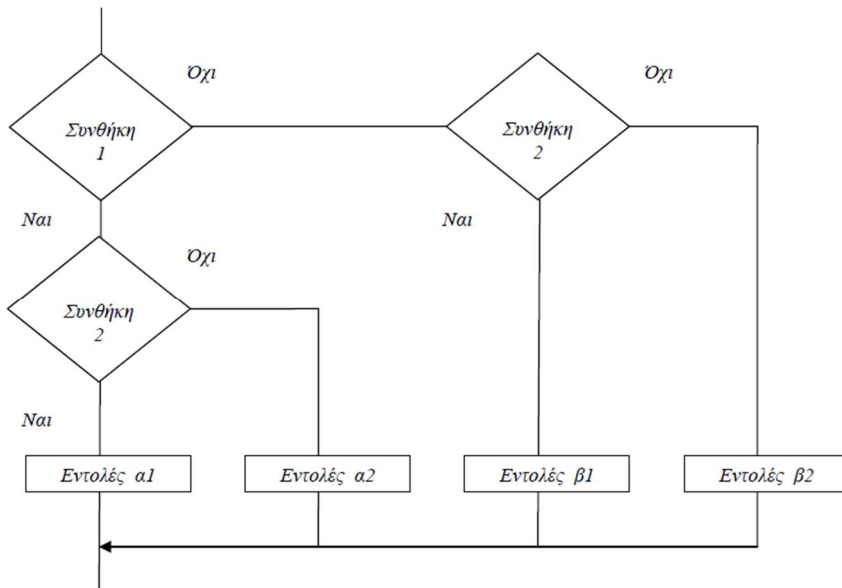 Όχι
Όχι
Συνθήκη
1
Συνθήκη
2
Ναι
Ναι
Όχι
Συνθήκη
2
Ναι
Εντολές α1
Εντολές α2
Εντολές β1
Εντολές β2